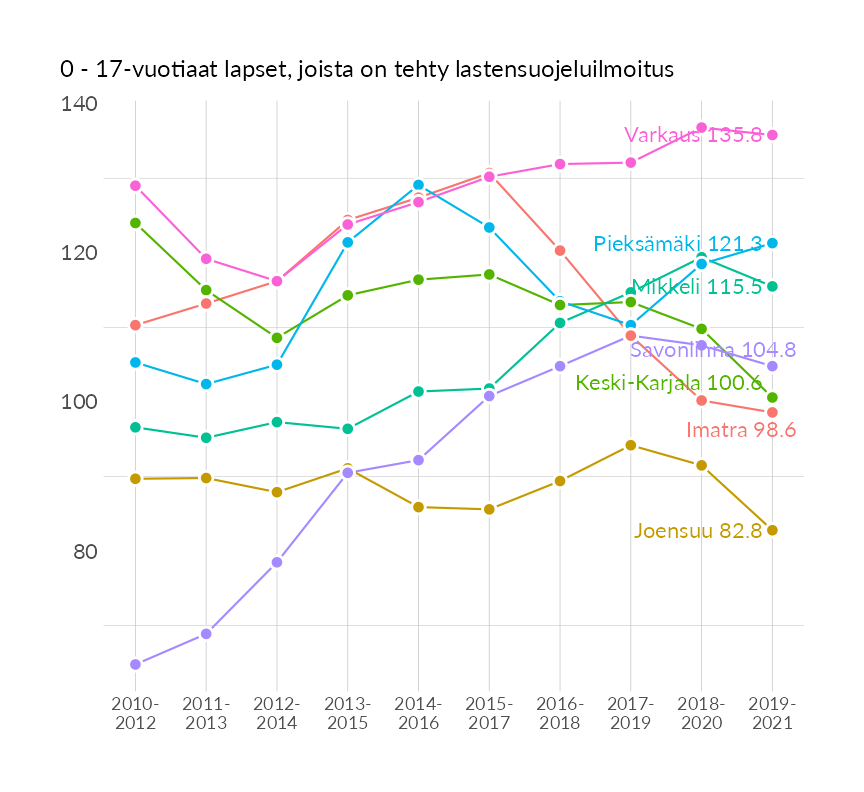 0 - 17-vuotiaat lapset, joista on tehty lastensuojeluilmoitus
140
120
100
80
Varkaus 135.8
Pieksämäki 121.3
Mikkeli 115.5
Savonlinna 104.8
Keski-Karjala 100.6
Imatra 98.6
Joensuu 82.8
2010- 2011- 2012- 2013- 2014- 2015- 2016- 2017- 2018- 2019-
2012 2013 2014 2015 2016 2017 2018 2019 2020 2021